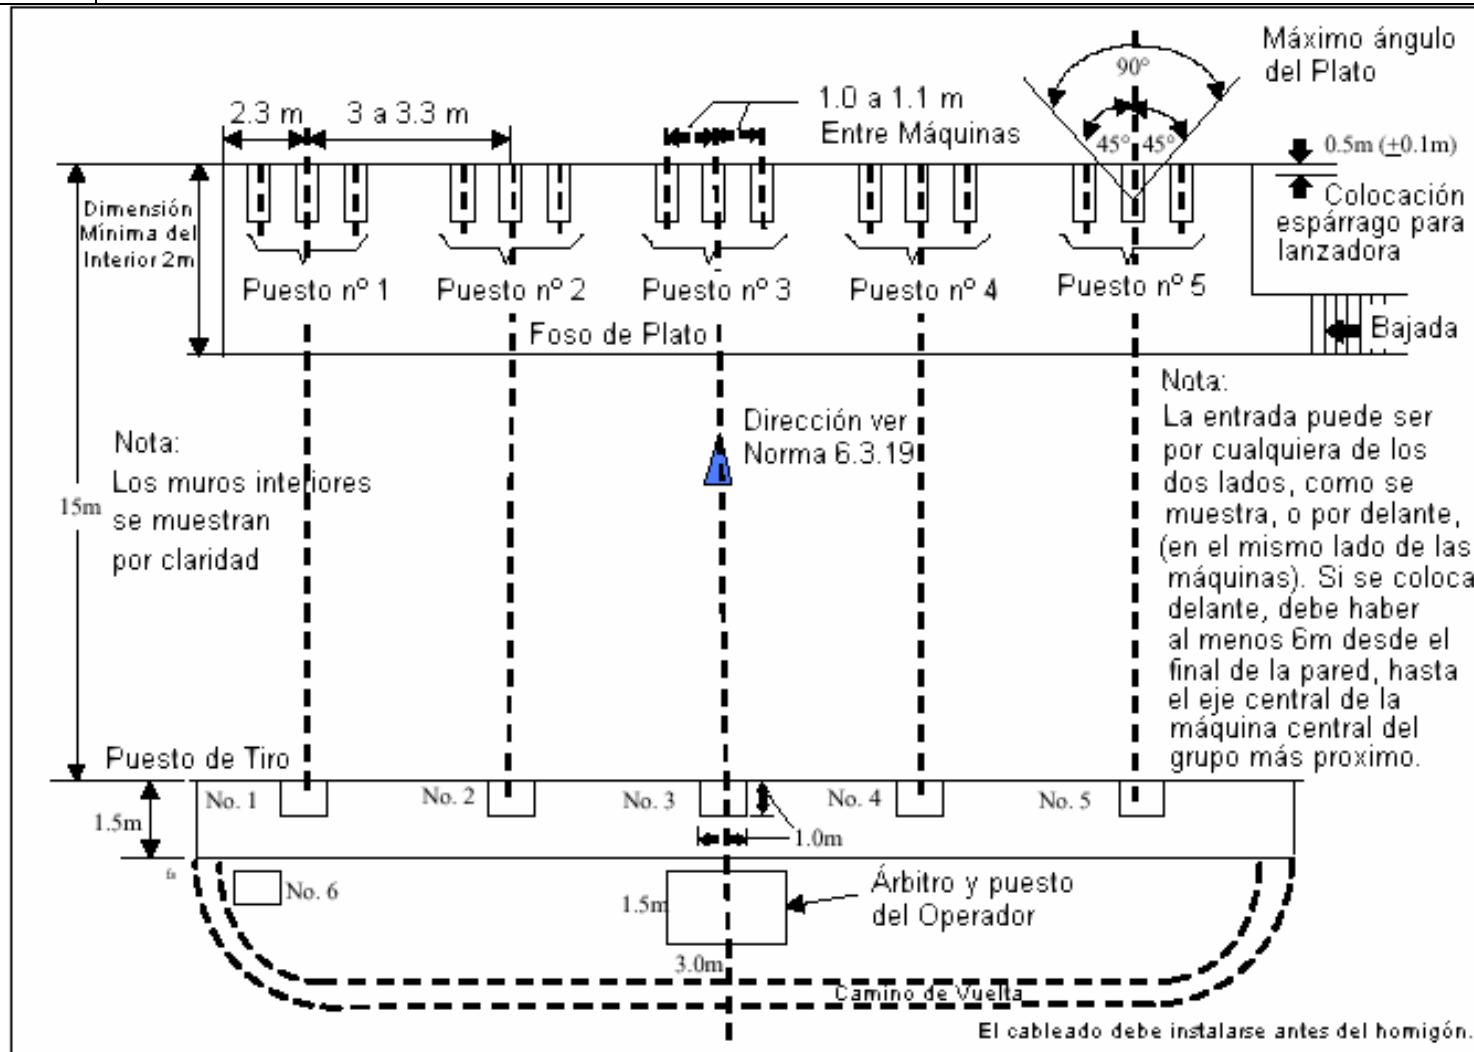 Máximo ángulo
del Plato
90°
2.3 m
3 a 3.3 m
1.0 a 1.1 m
Entre Máquinas
45° 45°
0.5m (±0.1m)
Colocación
espárrago para
lanzadora
Dimensión
Mínima del
Interior 2m
Puesto nº 1
Puesto nº 2
Puesto nº 3
Puesto nº 4
Puesto nº 5
Foso de Plato
Bajada
Dirección ver
Norma 6.3.19
Nota:
Los muros interiores
se muestran
por claridad
15m
Nota:
La entrada puede ser
por cualquiera de los
dos lados, como se
muestra, o por delante,
(en el mismo lado de las
máquinas). Si se coloca
delante, debe haber
al menos 6m desde el
final de la pared, hasta
el eje central de la
máquina central del
grupo más proximo.
Puesto de Tiro
No. 1
No. 2
No. 3
No. 4
No. 5
1.5m
1.0m
No. 6
1.5m
Árbitro y puesto
del Operador
3.0m
Camino de Vuelta
El cableado debe instalarse antes del hormigón.